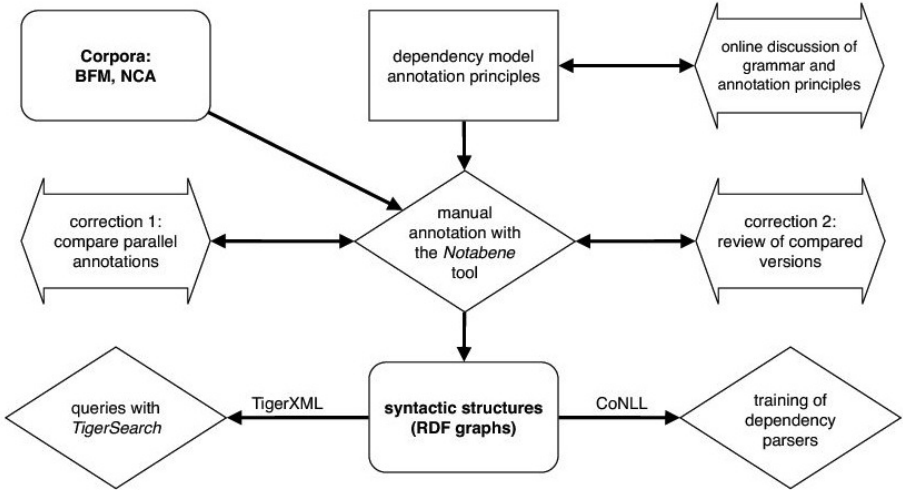 Corpora:
BFM, NCA
dependency model
annotation principles
online discussion of
grammar and
annotation principles
correction 1:
compare parallel
annotations
manual
annotation with
the Notabene
tool
correction 2:
review of compared
versions
queries with
TigerSearch
TigerXML
syntactic structures
(RDF graphs)
CoNLL
training of
dependency
parsers